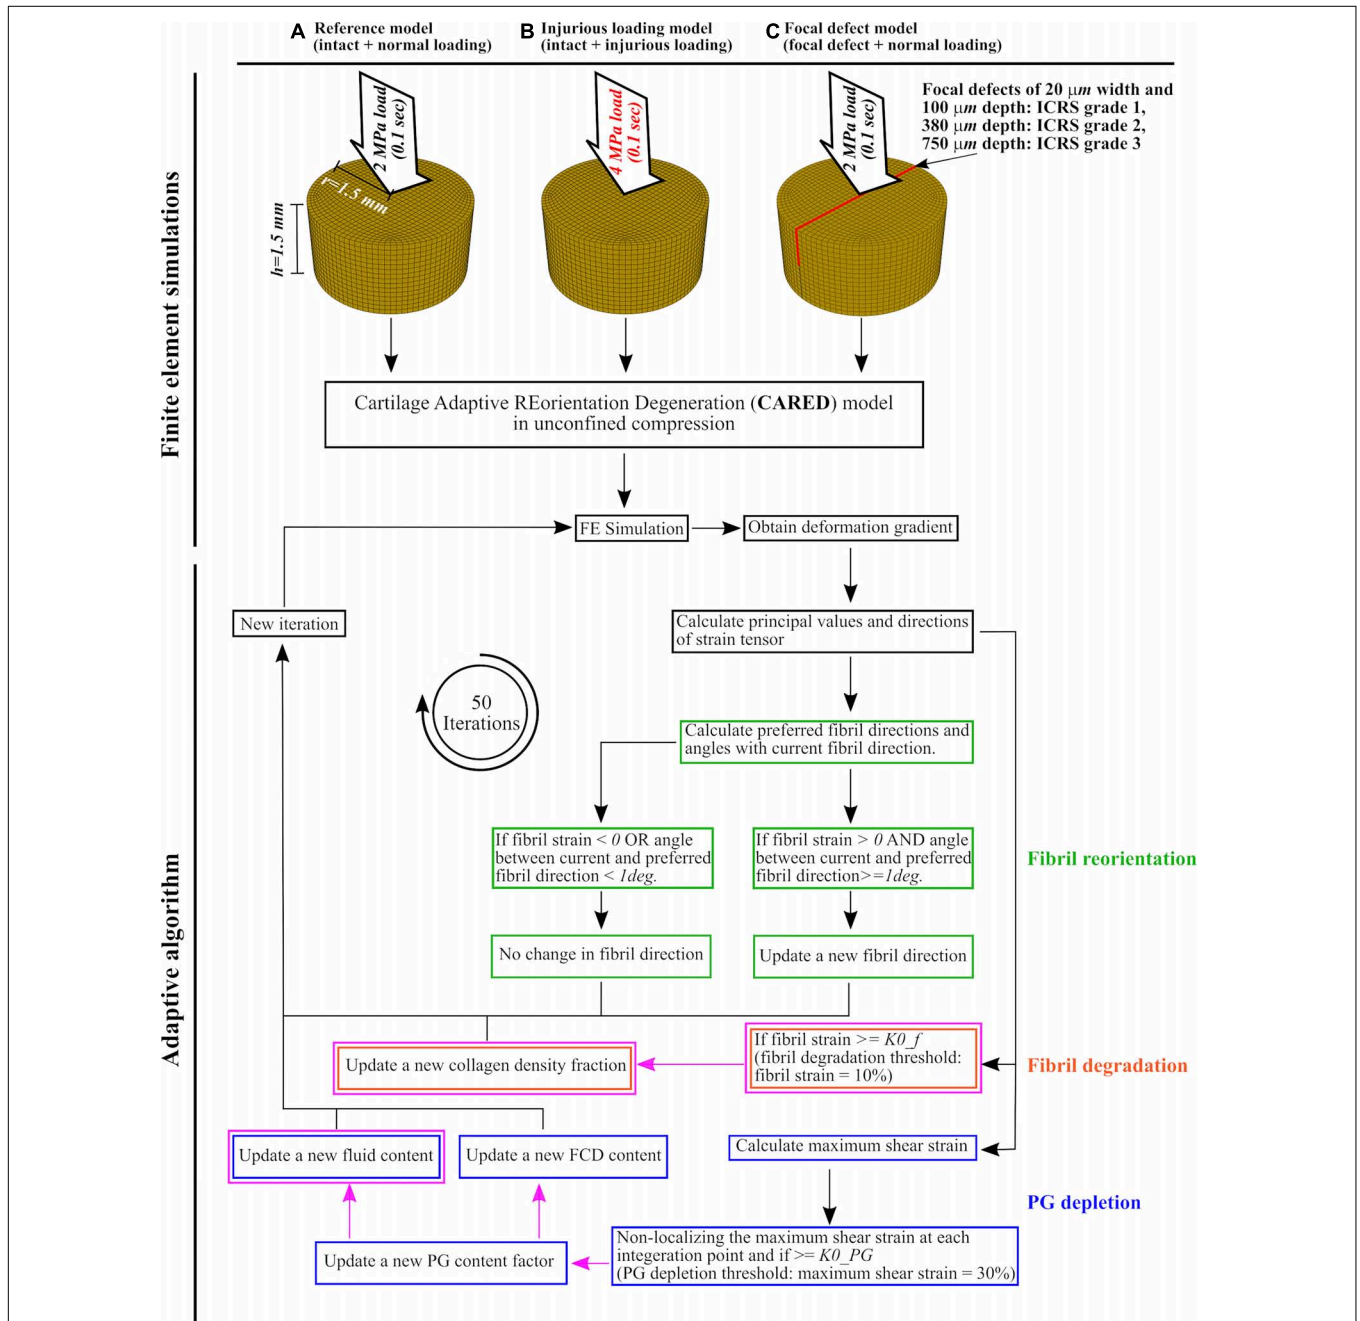 A Reference model
(intact + normal loading)
B Injurious loading model
(intact + injurious loading)
C Focal defect model
(focal defect + normal loading)
2 MPa load
(0.1 sec)
4 MPa load
(0.1 sec)
2 MPa load
(0.1 sec)
Focal defects of 20 μm width and
100 μm depth: ICRS grade 1,
380 μm depth: ICRS grade 2,
750 μm depth: ICRS grade 3
r=1.5 mm
h=1.5 mm
Finite element simulations
Cartilage Adaptive REorientation Degeneration (CARED) model
in unconfined compression
FE Simulation
Obtain deformation gradient
New iteration
Calculate principal values and directions
of strain tensor
50
Iterations
Calculate preferred fibril directions and
angles with current fibril direction.
If fibril strain < 0 OR angle
between current and preferred
fibril direction < 1deg.
If fibril strain > 0 AND angle
between current and preferred
fibril direction>=1deg.
Fibril reorientation
Adaptive algorithm
No change in fibril direction
Update a new fibril direction
Update a new collagen density fraction
If fibril strain >= K0_f
(fibril degradation threshold:
fibril strain = 10%)
Fibril degradation
Update a new fluid content
Update a new FCD content
Calculate maximum shear strain
PG depletion
Update a new PG content factor
Non-localizing the maximum shear strain at each
integeration point and if >= K0_PG
(PG depletion threshold: maximum shear strain = 30%)